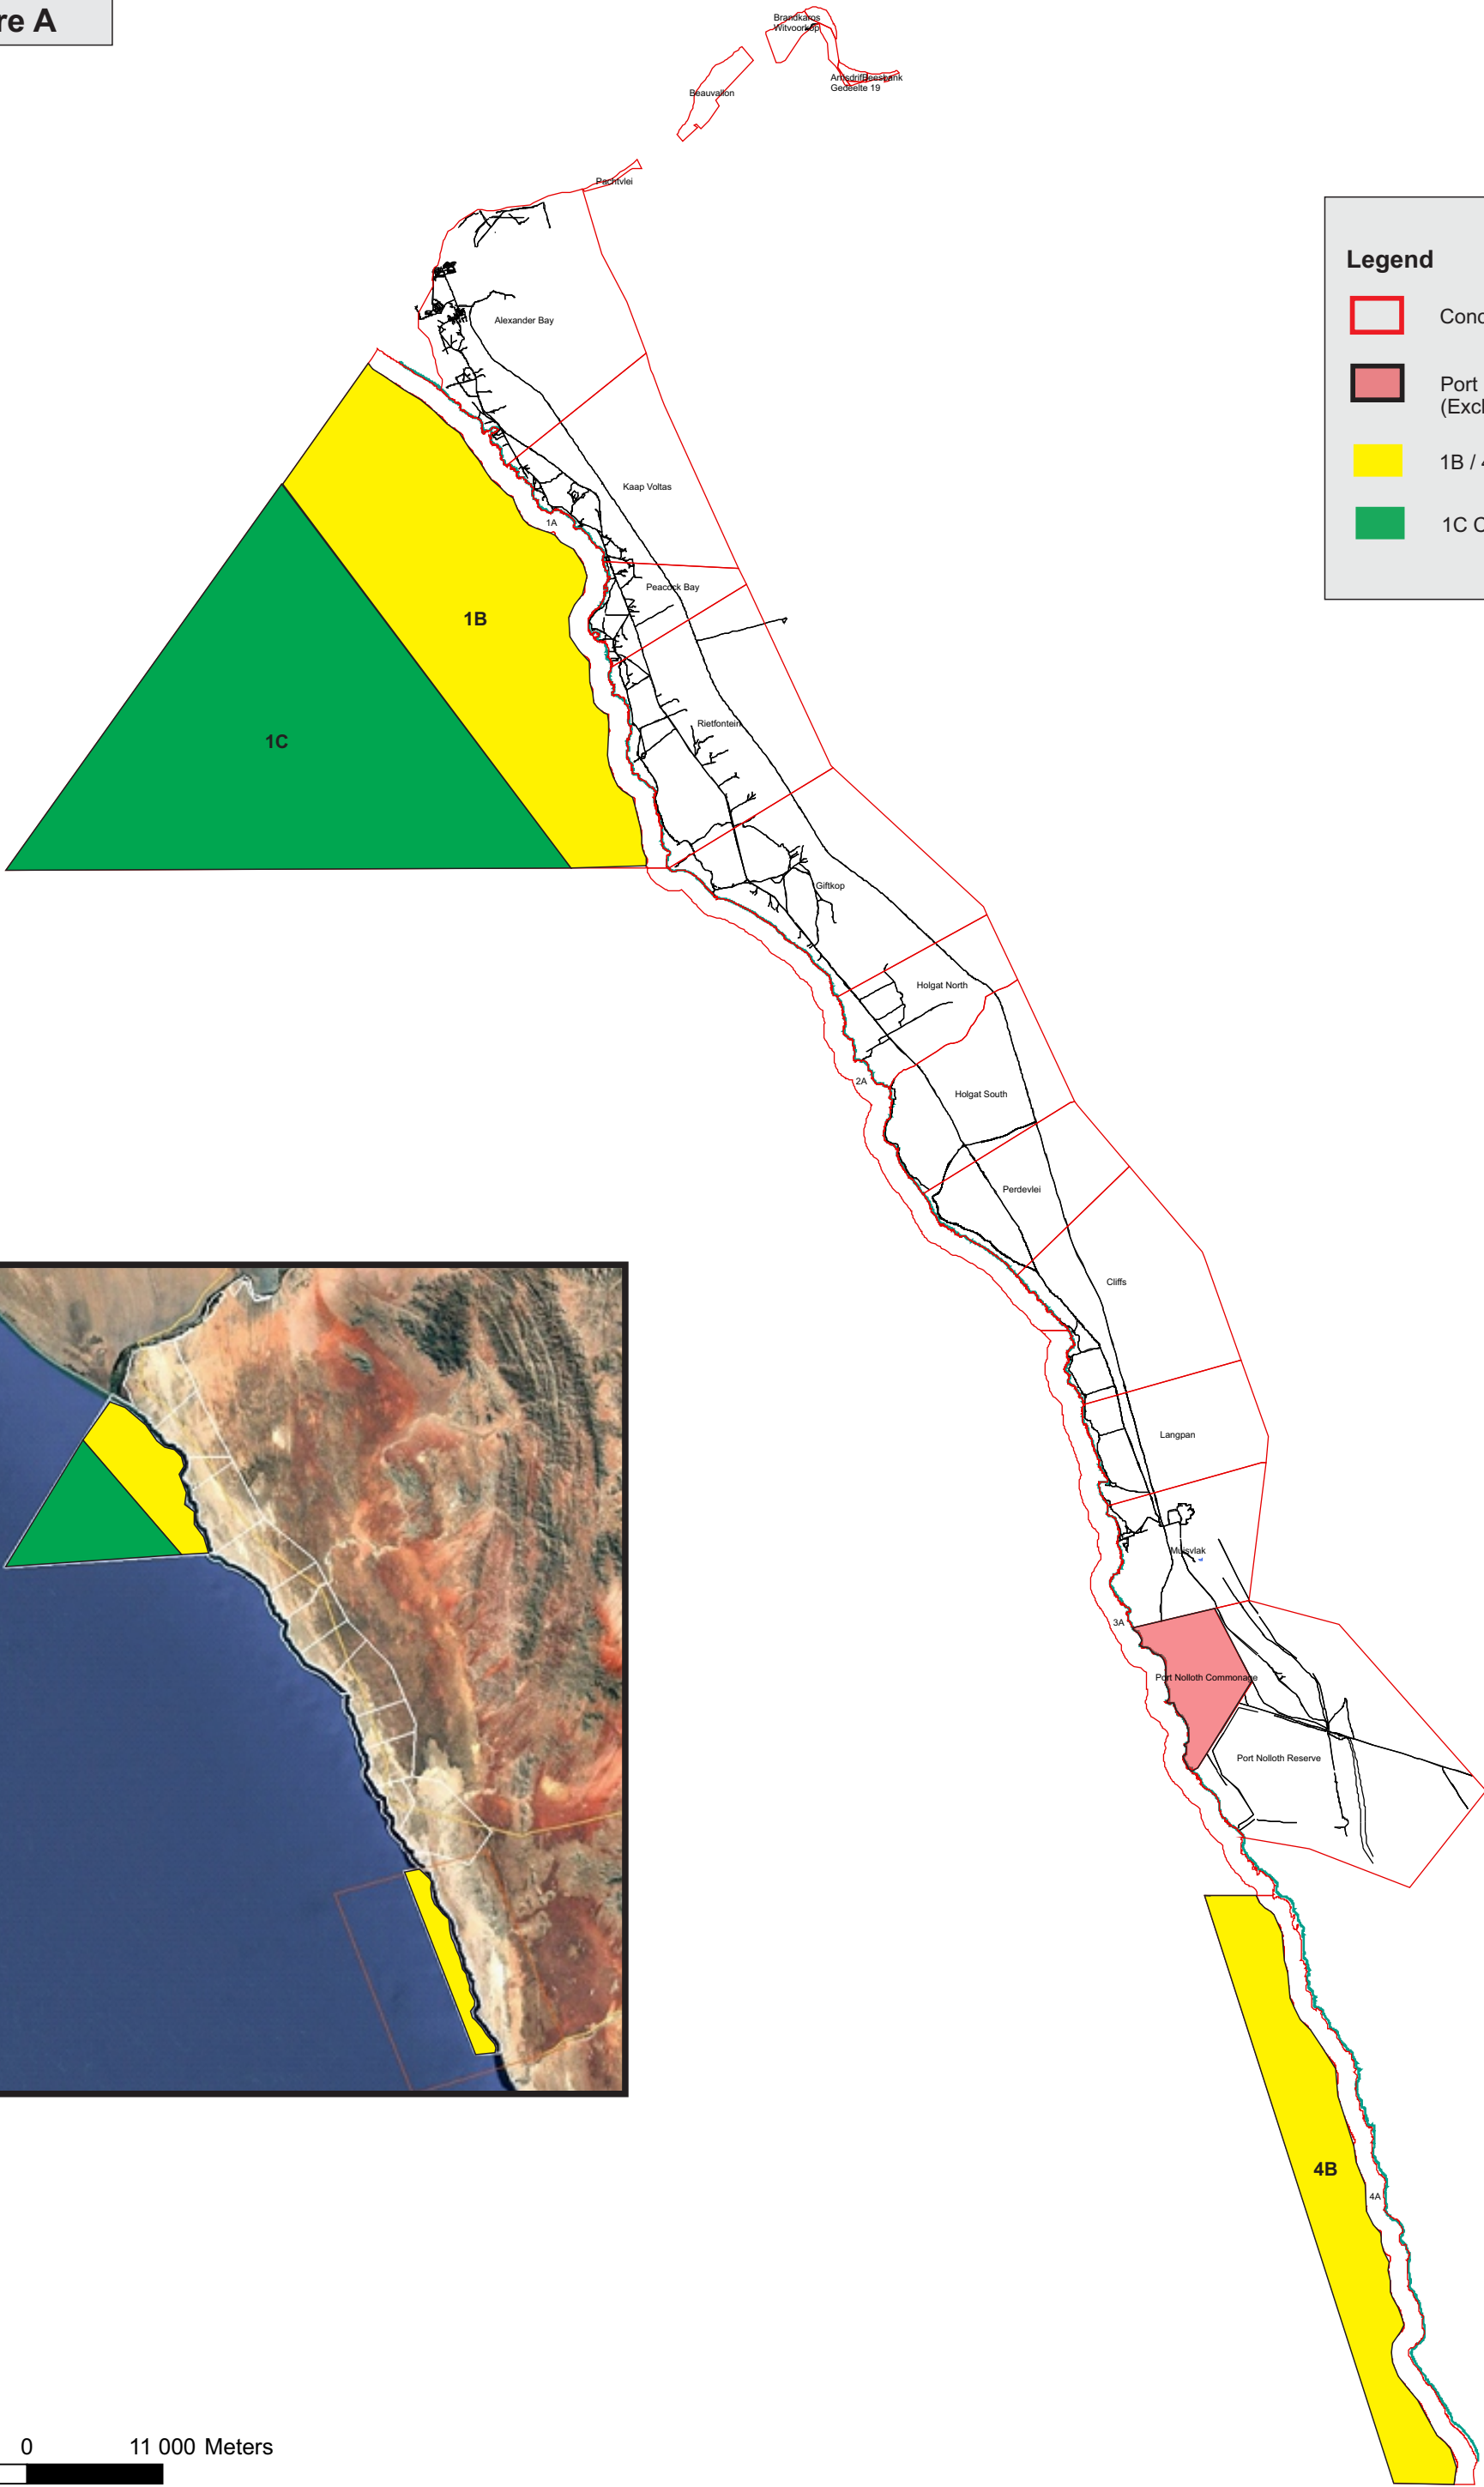 re A
Brandkaros
Witvoorkop
Beauvallon
Gedeelte 19
Pachtvlei
Legend
Conc
Port
(Excl
1B / 4
1C C
Alexander Bay
Kaap Voltas
1A
Peacock Bay
1B
Rietfontein
1C
Giftkop
Holgat North
2A
Holgat South
Perdevlei
Cliffs
Langpan
Muisvlak
3A
Port Nolloth Commonage
Port Nolloth Reserve
4B
4A
0 11 000 Meters